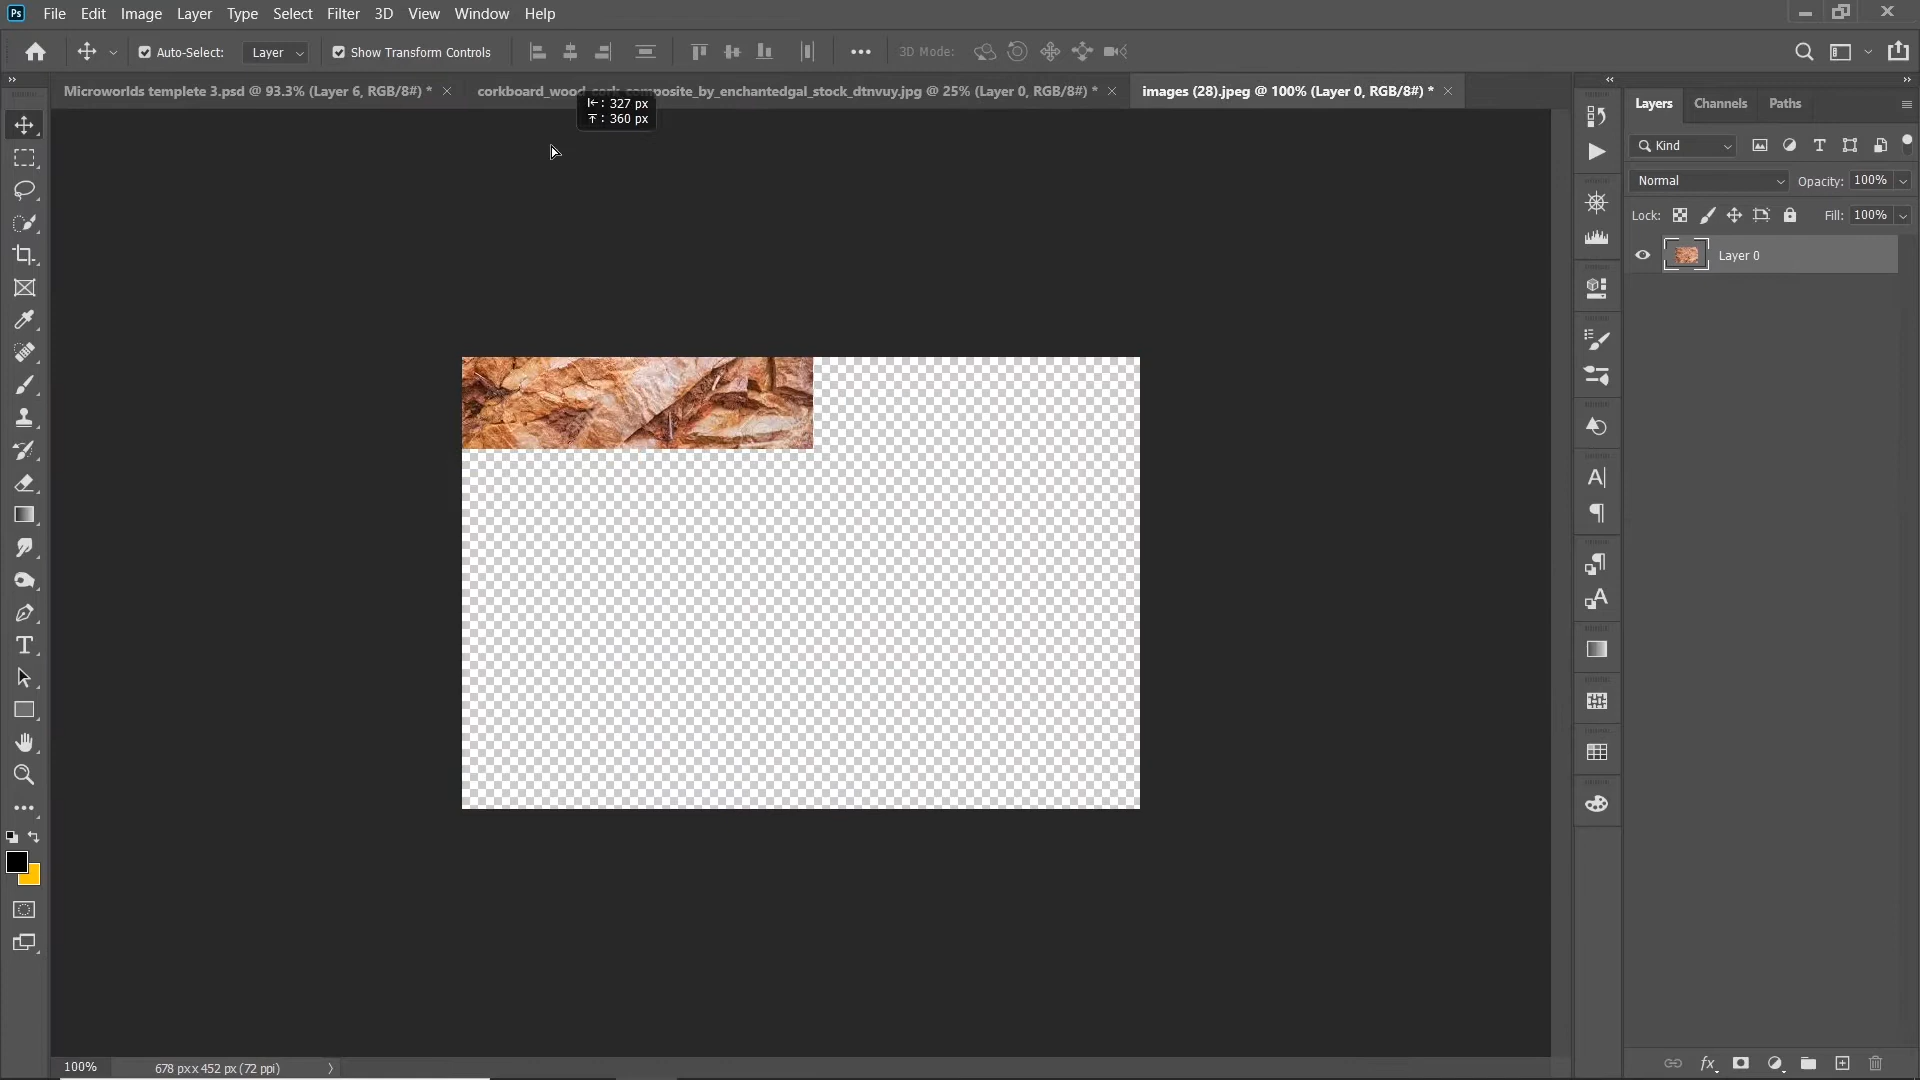 Ps File Edit Image Layer Type Select Filter 3D View Window Help
Auto-Select: Layer Show Transform Controls 3D Mode:
Microworlds templete 3.psd @ 93.3% (Layer 6, RGB/8#) * corkboard_wood_cork_composite_by_enchantedgal_stock_dtnvuy.jpg @ 25% (Layer 0, RGB/8#) * images (28).jpeg @ 100% (Layer 0, RGB/8#) *
: 327 px
: 360 px
Layers Channels Paths
Kind
Normal Opacity: 100%
Lock: Fill: 100%
Layer 0
100% 678 px x 452 px (72 ppi)